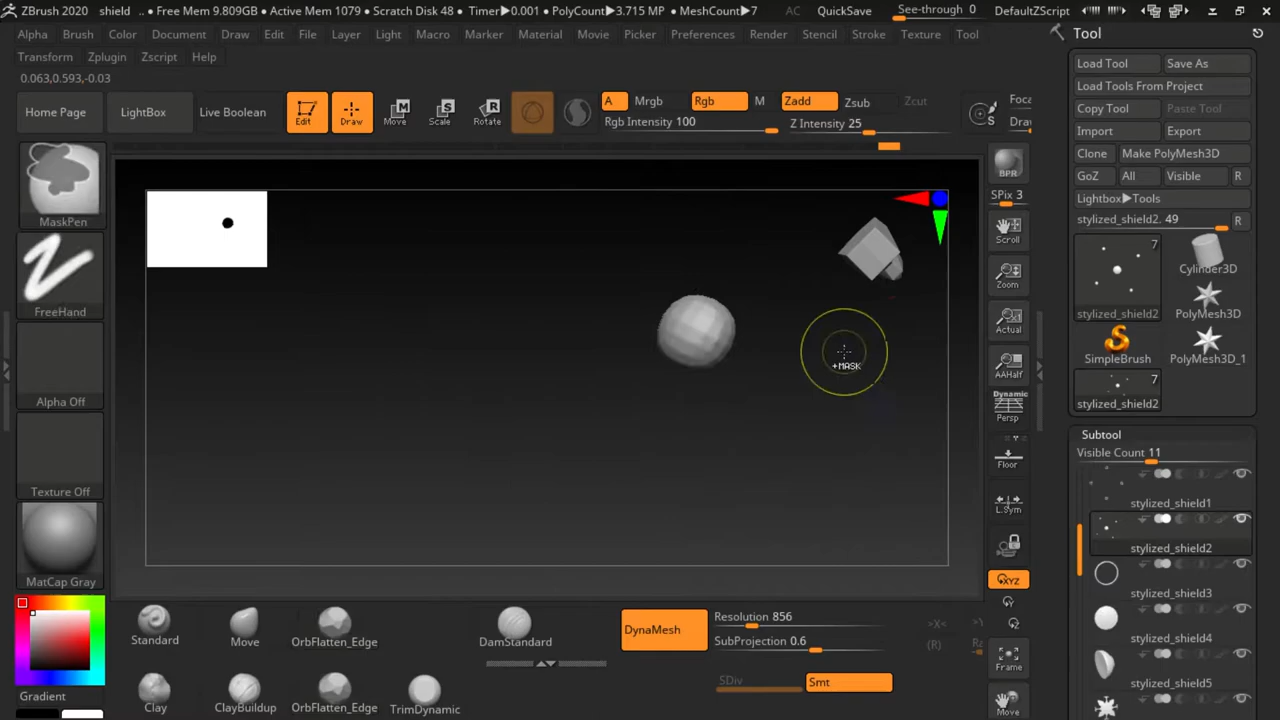 ZBrush 2020 shield .. • Free Mem 9.809GB • Active Mem 1079 • Scratch Disk 48 • Timer▶0.001 • PolyCount▶3.715 MP • MeshCount▶7 AC QuickSave See-through 0 DefaultZScript
Alpha Brush Color Document Draw Edit File Layer Light Macro Marker Material Movie Picker Preferences Render Stencil Stroke Texture Tool
Transform Zplugin Zscript Help
0.063,0.593,-0.03
Home Page LightBox Live Boolean Edit Draw Move Scale Rotate
A Mrgb Rgb M Zadd Zsub Zcut Foca
Rgb Intensity 100 Z Intensity 25 Draw
MaskPen
FreeHand
Alpha Off
Texture Off
MatCap Gray
Gradient
+MASK
BPR
SPix 3
Scroll
Zoom
Actual
AAHalf
Dynamic
Persp
Floor
L.Sym
XYZ
Frame
Move
Standard Move OrbFlatten_Edge DamStandard
Clay ClayBuildup OrbFlatten_Edge TrimDynamic
DynaMesh
Resolution 856
SubProjection 0.6
SDiv Smt
>X<
(R)
Tool
Load Tool Save As
Load Tools From Project
Copy Tool Paste Tool
Import Export
Clone Make PolyMesh3D
GoZ All Visible R
Lightbox▶Tools
stylized_shield2. 49 R
7
stylized_shield2
Cylinder3D
PolyMesh3D
SimpleBrush
PolyMesh3D_1
7
stylized_shield2
Subtool
Visible Count 11
stylized_shield1
stylized_shield2
stylized_shield3
stylized_shield4
stylized_shield5